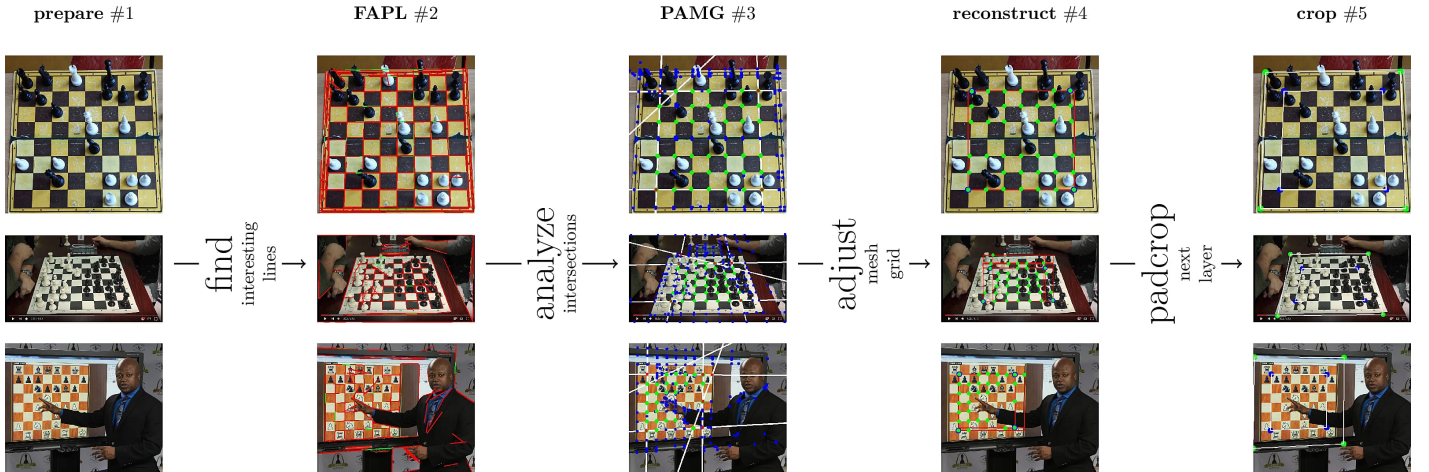 prepare #1
FAPL #2
PAMG #3
reconstruct #4
crop #5
find
interesting
lines
analyze
intersections
adjust
mesh
grid
padcrop
next
layer